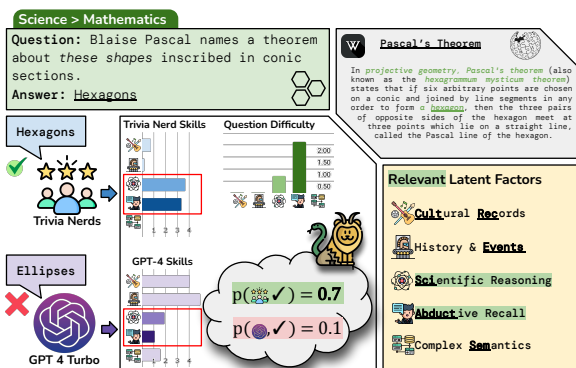 Science > Mathematics
Question: Blaise Pascal names a theorem
about these shapes inscribed in conic
sections.
Answer: Hexagons
W
Pascal's Theorem
In projective geometry, Pascal's theorem (also
known as the hexagrammum mysticum theorem)
states that if six arbitrary points are chosen
on a conic and joined by line segments in any
order to form a hexagon, then the three pairs
of opposite sides of the hexagon meet at
three points which lie on a straight line,
called the Pascal line of the hexagon.
Hexagons
Trivia Nerds
Trivia Nerd Skills
1 2 3 4
Question Difficulty
2.00
1.50
1.00
0.50
Ellipses
GPT 4 Turbo
GPT-4 Skills
1 2 3 4
p( ✓) = 0.7
p( ,✓) = 0.1
Relevant Latent Factors
Cultural Records
History & Events
Scientific Reasoning
Abductive Recall
Complex Semantics